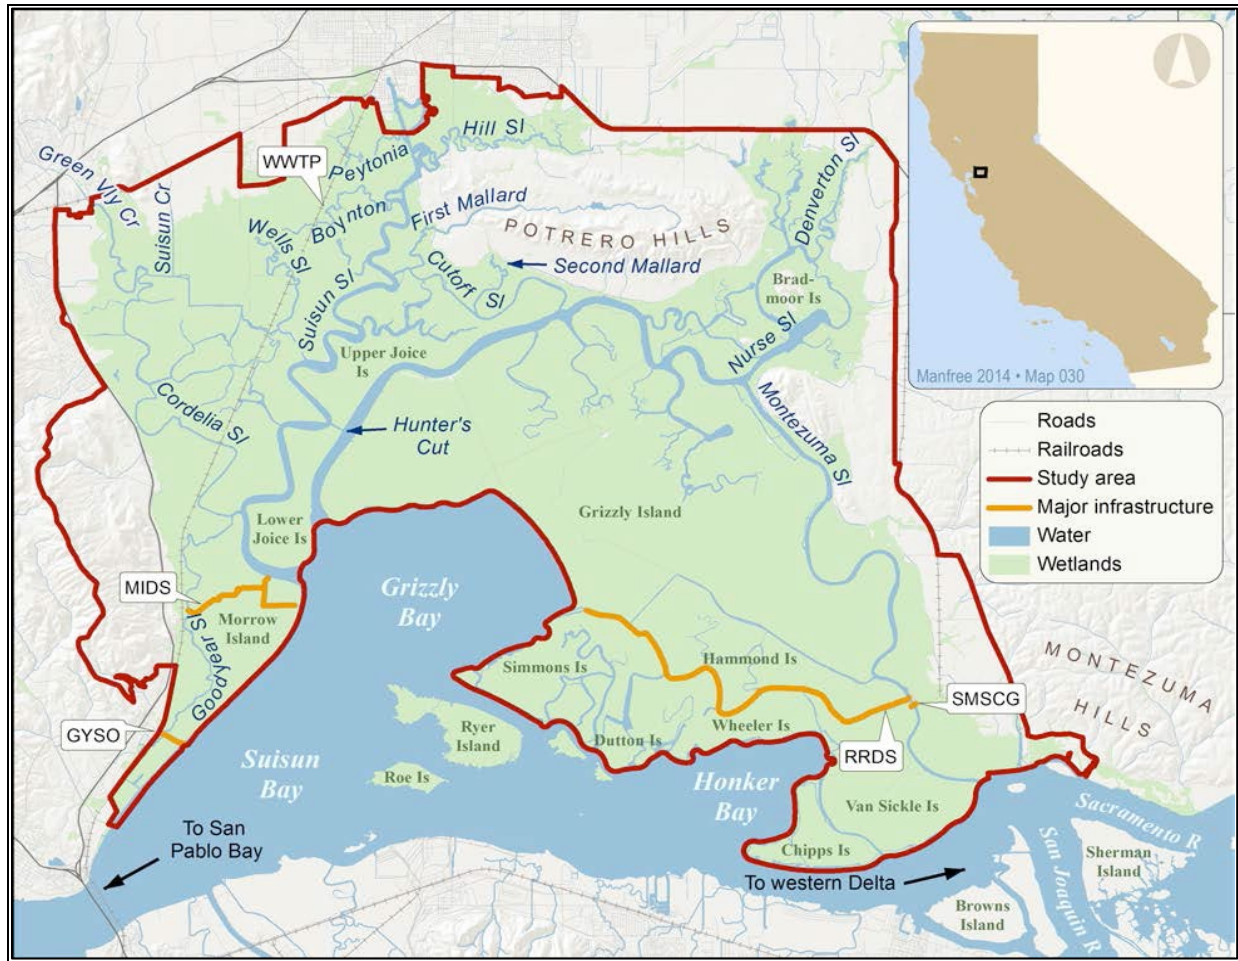 Green Vly Cr
Suisun Cr
WWTP
Peytonia
Hill Sl
Boynton
First Mallard
Wells Sl
Suisun Sl
Cutoff Sl
POTRERO HILLS
Second Mallard
Denverton Sl
Brad-
moor Is
Nurse Sl
Montezuma Sl
Upper Joice
Is
Cordelia Sl
Hunter's
Cut
Lower
Joice Is
Grizzly Island
MIDS
Morrow
Island
Goodyear Sl
GYSO
Grizzly
Bay
Simmons Is
Hammond Is
Wheeler Is
Dutton Is
SMSCG
RRDS
Ryer
Island
Roe Is
Suisun
Bay
Honker
Bay
Van Sickle Is
Chipps Is
To San
Pablo Bay
To western Delta
MONTEZUMA
HILLS
Sacramento R
San Joaquin R
Sherman
Island
Browns
Island
Manfree 2014 • Map 030
Roads
Railroads
Study area
Major infrastructure
Water
Wetlands